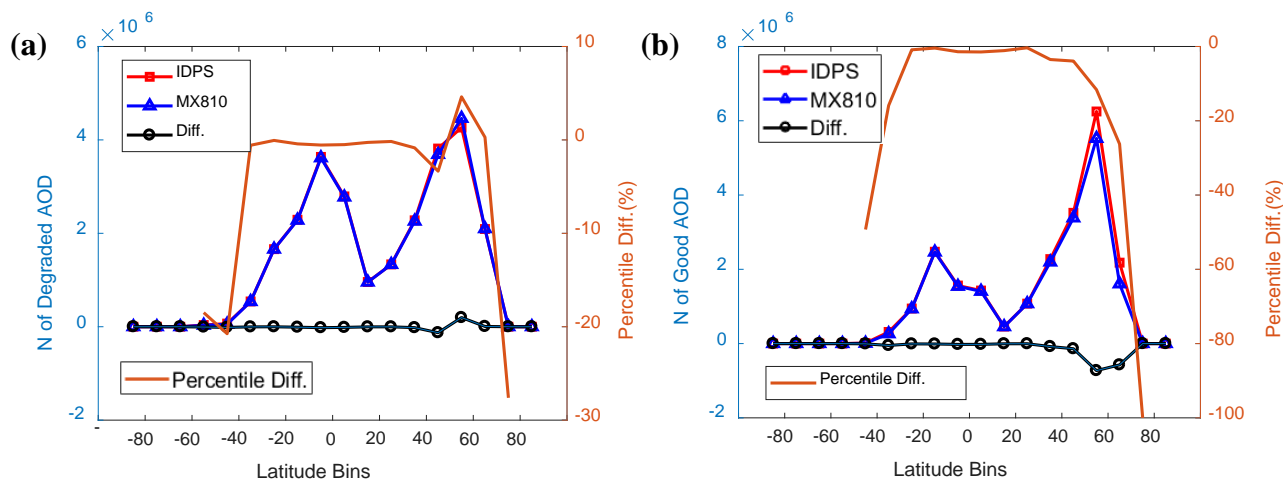 (a)
× 10 6
6
4
2
0
-2
N of Degraded AOD
IDPS
MX810
Diff.
Percentile Diff.
10
0
-10
-20
-30
Percentile Diff.(%)
-
-80 -60 -40 -20 0 20 40 60 80
Latitude Bins
(b)
× 10 6
8
6
4
2
0
-2
N of Good AOD
IDPS
MX810
Diff.
Percentile Diff.
0
-20
-40
-60
-80
-100
Percentile Diff.(%)
-80 -60 -40 -20 0 20 40 60 80
Latitude Bins